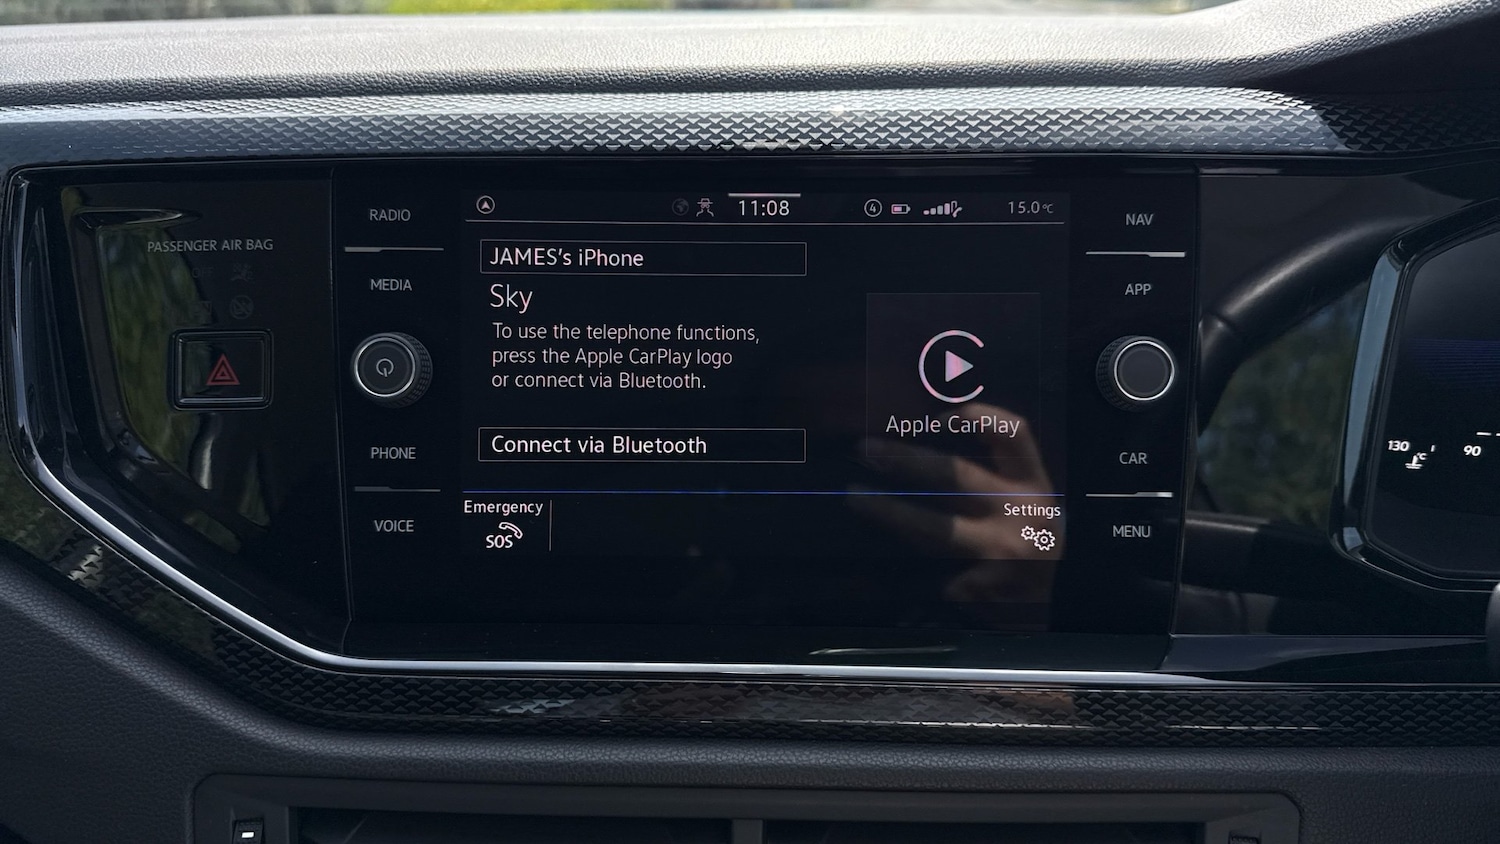 PASSENGER AIR BAG
RADIO
MEDIA
PHONE
VOICE
11:08
4
15.0°C
JAMES's iPhone
Sky
To use the telephone functions,
press the Apple CarPlay logo
or connect via Bluetooth.
Connect via Bluetooth
Apple CarPlay
Emergency
SOS
Settings
NAV
APP
CAR
MENU
130
°C
90